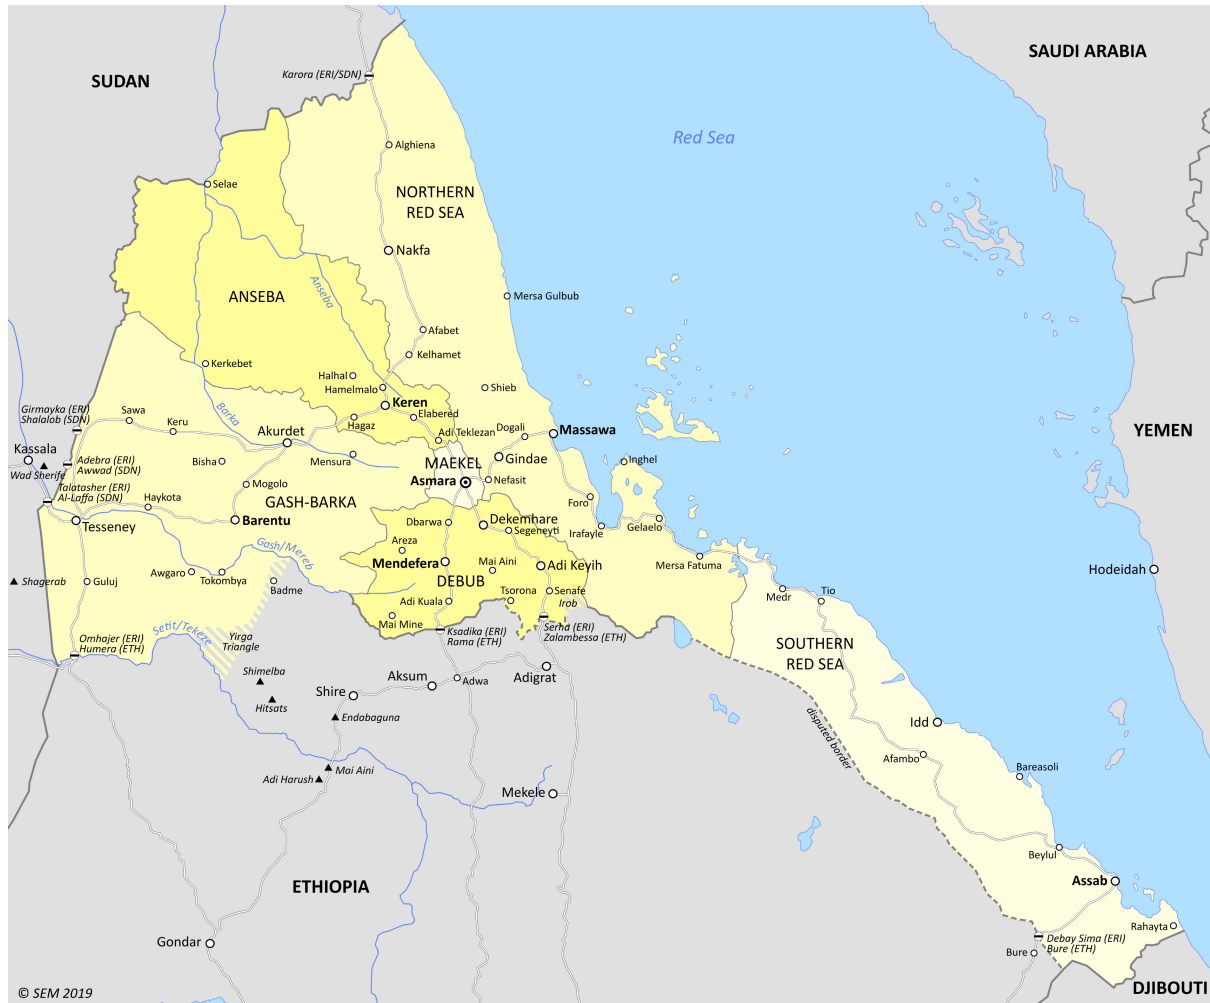 SAUDI ARABIA
SUDAN
Karora (ERI/SDN)
Red Sea
Alghiena
Selae
NORTHERN
RED SEA
Nakfa
ANSEBA
Anseba
Mersa Gulbub
Afabet
Kelhamet
Kerkebet
Halhal
Hamelmalo
Shieb
Keren
Girmayka (ERI)
Shalalob (SDN)
Sawa
Keru
Barka
Elabered
Hagaz
Akurdet
Adi Teklezan
Dogali
Massawa
YEMEN
Kassala
Wad Sherife
Adebra (ERI)
Awwad (SDN)
Bisha
Mensura
MAEKEL
Gindae
Inghel
Asmara
Nefasit
Talatasher (ERI)
Al-Laffa (SDN)
Haykota
Mogolo
GASH-BARKA
Foro
Tesseney
Barentu
Dbarwa
Dekemhare
Segeneyti
Irafayle
Gelaelo
Gash/Mereb
Areza
Mendefera
Mai Aini
Adi Keyih
Mersa Fatuma
Hodeidah
Shagerab
Guluj
Awgaro
Tokombya
Badme
DEBUB
Tsorona
Senafe
Irob
Medr
Tio
Adi Kuala
Mai Mine
Setit/Tekeze
Omhajer (ERI)
Humera (ETH)
Yirga
Triangle
Ksadika (ERI)
Rama (ETH)
Serha (ERI)
Zalambessa (ETH)
SOUTHERN
RED SEA
Shimelba
Hitsats
Shire
Aksum
Adwa
Adigrat
Endabaguna
disputed border
Idd
Afambo
Bareasoli
Mai Aini
Adi Harush
Mekele
Beylul
Assab
ETHIOPIA
Rahayta
Gondar
Debay Sima (ERI)
Bure (ETH)
Bure
DJIBOUTI
© SEM 2019